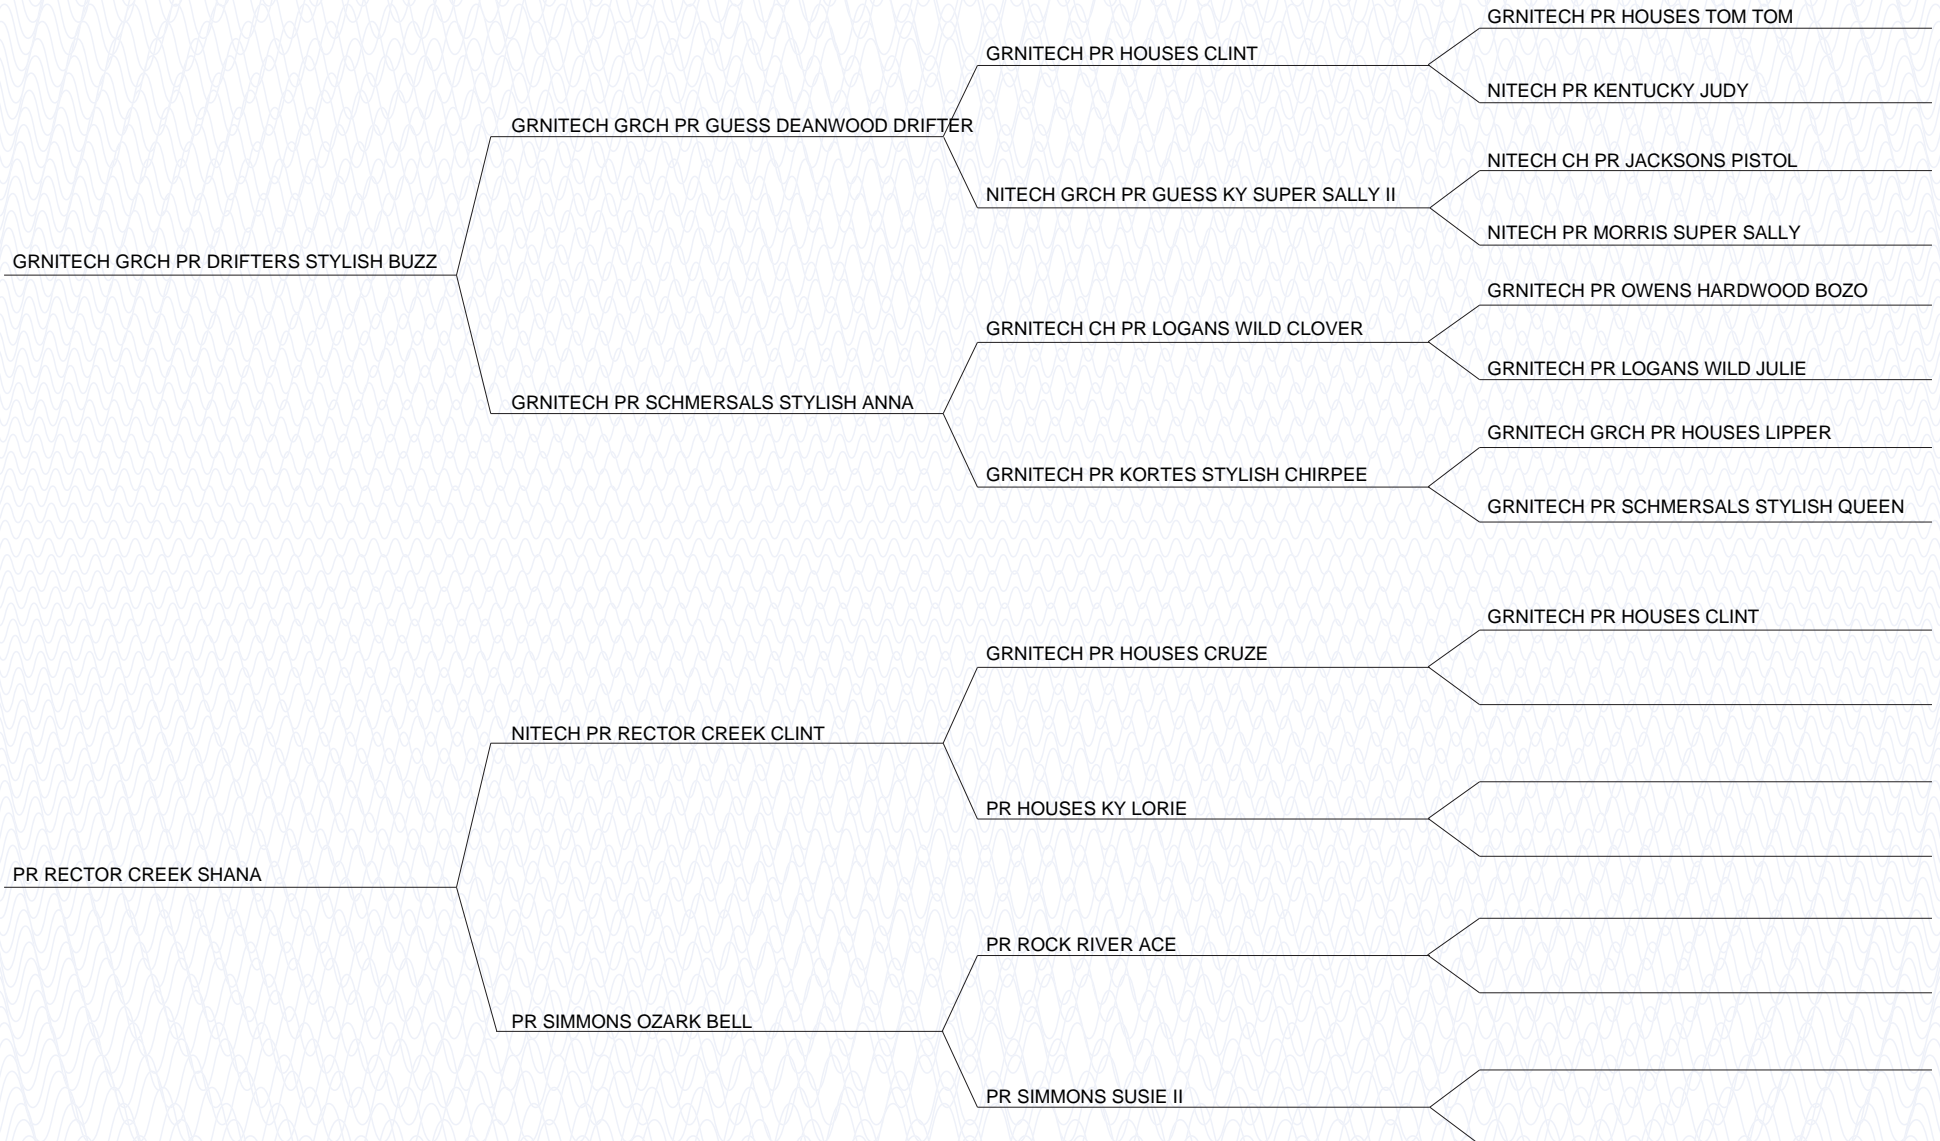 GRNITECH PR HOUSES TOM TOM
GRNITECH PR HOUSES CLINT
NITECH PR KENTUCKY JUDY
GRNITECH GRCH PR GUESS DEANWOOD DRIFTER
NITECH CH PR JACKSONS PISTOL
NITECH GRCH PR GUESS KY SUPER SALLY II
NITECH PR MORRIS SUPER SALLY
GRNITECH GRCH PR DRIFTERS STYLISH BUZZ
GRNITECH PR OWENS HARDWOOD BOZO
GRNITECH CH PR LOGANS WILD CLOVER
GRNITECH PR LOGANS WILD JULIE
GRNITECH PR SCHMERSALS STYLISH ANNA
GRNITECH GRCH PR HOUSES LIPPER
GRNITECH PR KORTES STYLISH CHIRPEE
GRNITECH PR SCHMERSALS STYLISH QUEEN
GRNITECH PR HOUSES CLINT
GRNITECH PR HOUSES CRUZE
NITECH PR RECTOR CREEK CLINT
PR HOUSES KY LORIE
PR RECTOR CREEK SHANA
PR ROCK RIVER ACE
PR SIMMONS OZARK BELL
PR SIMMONS SUSIE II